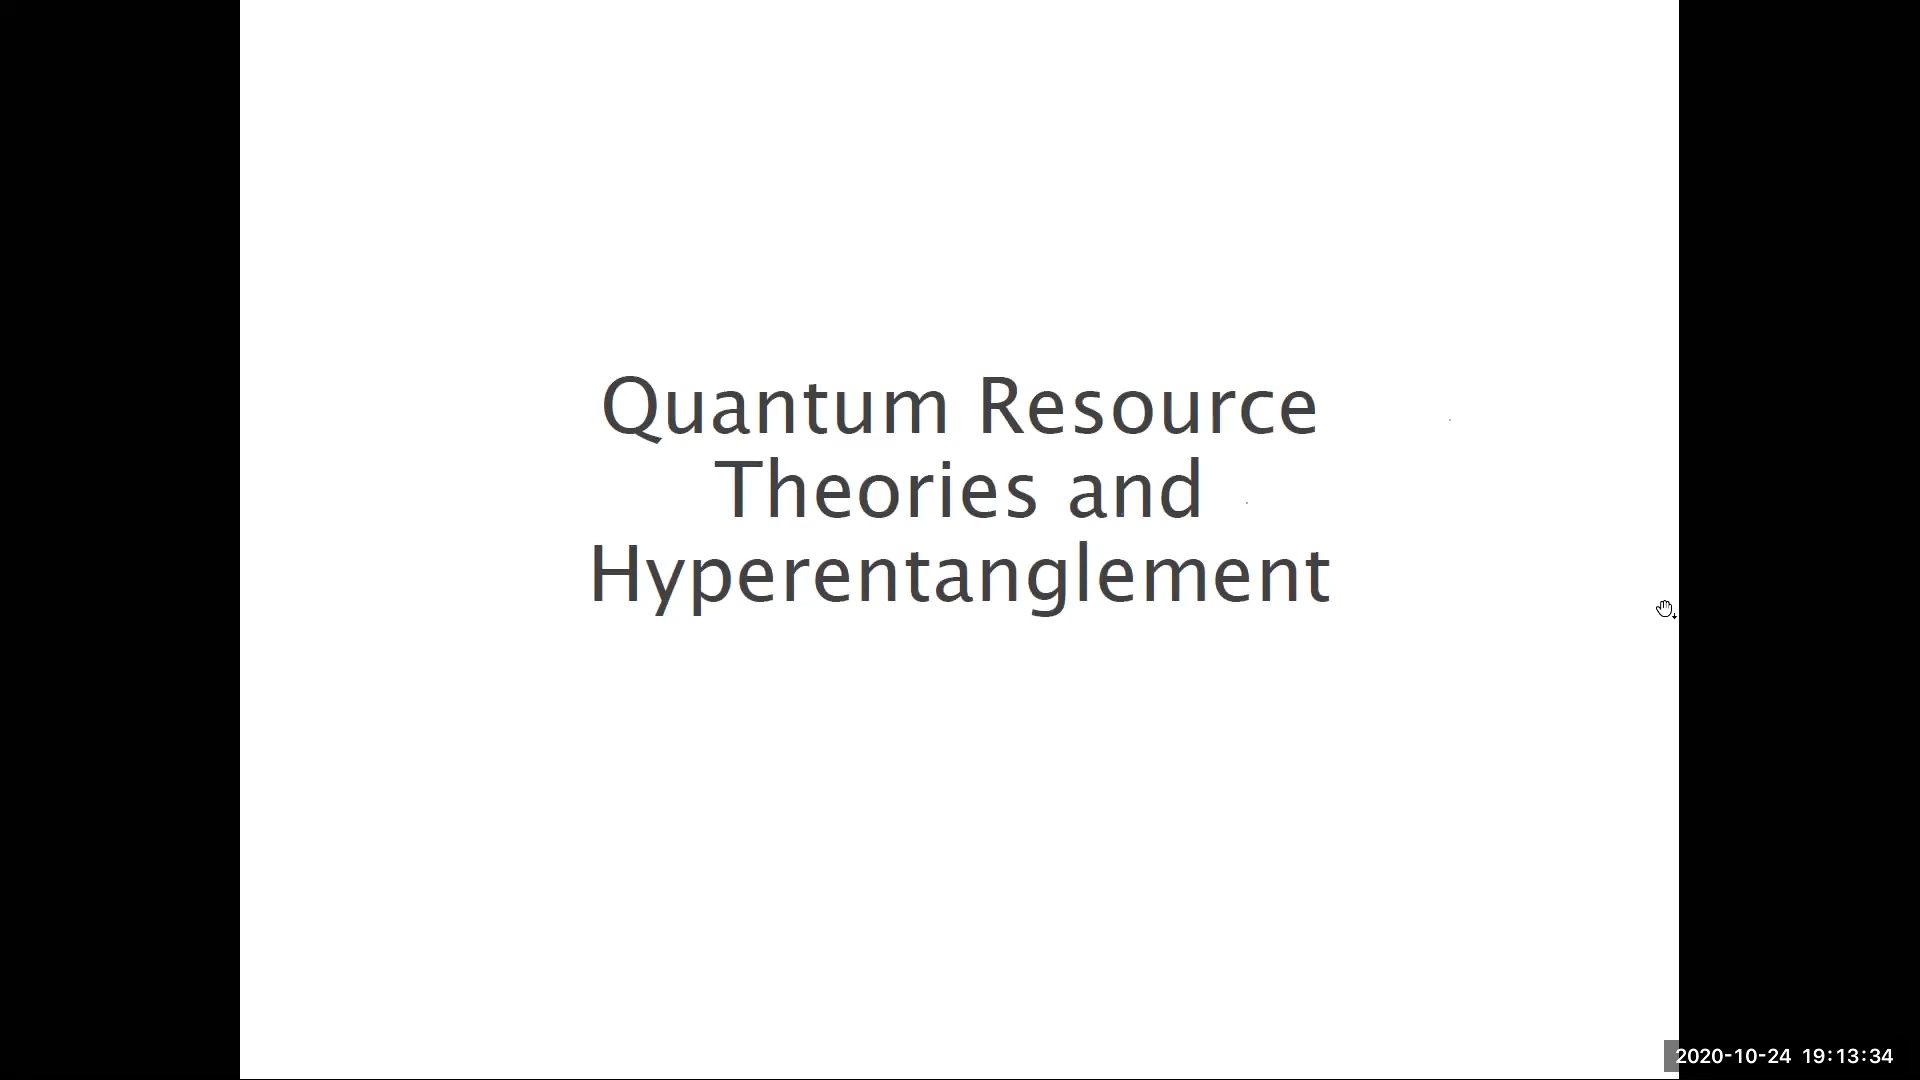 Quantum Resource
Theories and
Hyperentanglement
2020-10-24 19:13:34